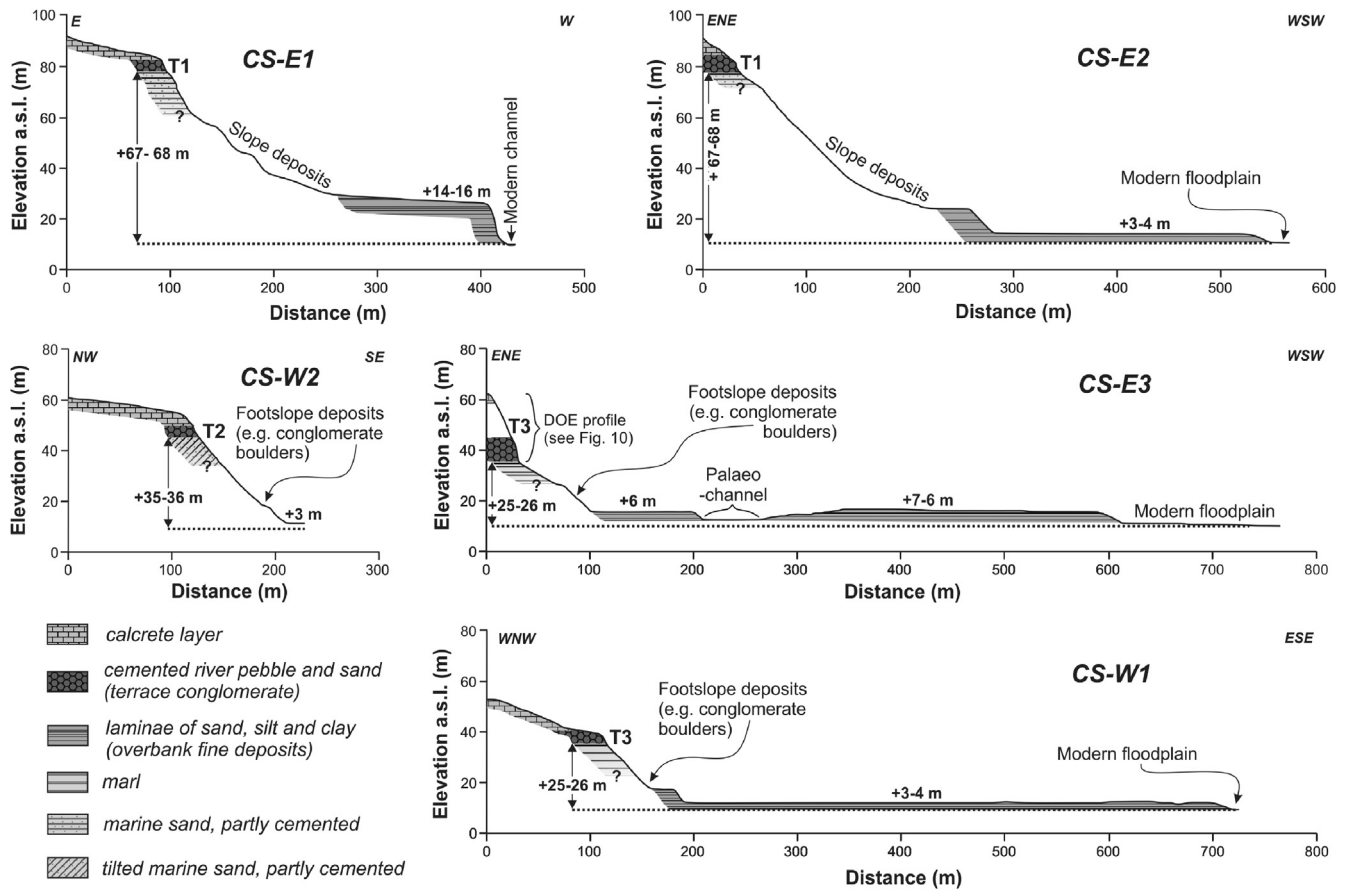 E
W
CS-E1
Elevation a.s.l. (m)
100
80
60
40
20
0
T1
?
+67- 68 m
Slope deposits
+14-16 m
Modern channel
0
100
200
300
400
500
Distance (m)
ENE
WSW
CS-E2
Elevation a.s.l. (m)
100
80
60
40
20
0
T1
?
+ 67-68 m
Slope deposits
Modern floodplain
+3-4 m
0
100
200
300
400
500
600
Distance (m)
NW
SE
CS-W2
Elevation a.s.l. (m)
80
60
40
20
0
T2
?
Footslope deposits
(e.g. conglomerate
boulders)
+35-36 m
+3 m
0
100
200
300
Distance (m)
ENE
WSW
CS-E3
Elevation a.s.l. (m)
80
60
40
20
0
T3
DOE profile
(see Fig. 10)
Footslope deposits
(e.g. conglomerate
boulders)
?
+25-26 m
+6 m
Palaeo
-channel
+7-6 m
Modern floodplain
0
100
200
300
400
500
600
700
800
Distance (m)
calcrete layer
cemented river pebble and sand
(terrace conglomerate)
laminae of sand, silt and clay
(overbank fine deposits)
marl
marine sand, partly cemented
tilted marine sand, partly cemented
WNW
ESE
CS-W1
Elevation a.s.l. (m)
80
60
40
20
0
T3
?
Footslope deposits
(e.g. conglomerate
boulders)
+25-26 m
+3-4 m
Modern floodplain
0
100
200
300
400
500
600
700
800
Distance (m)